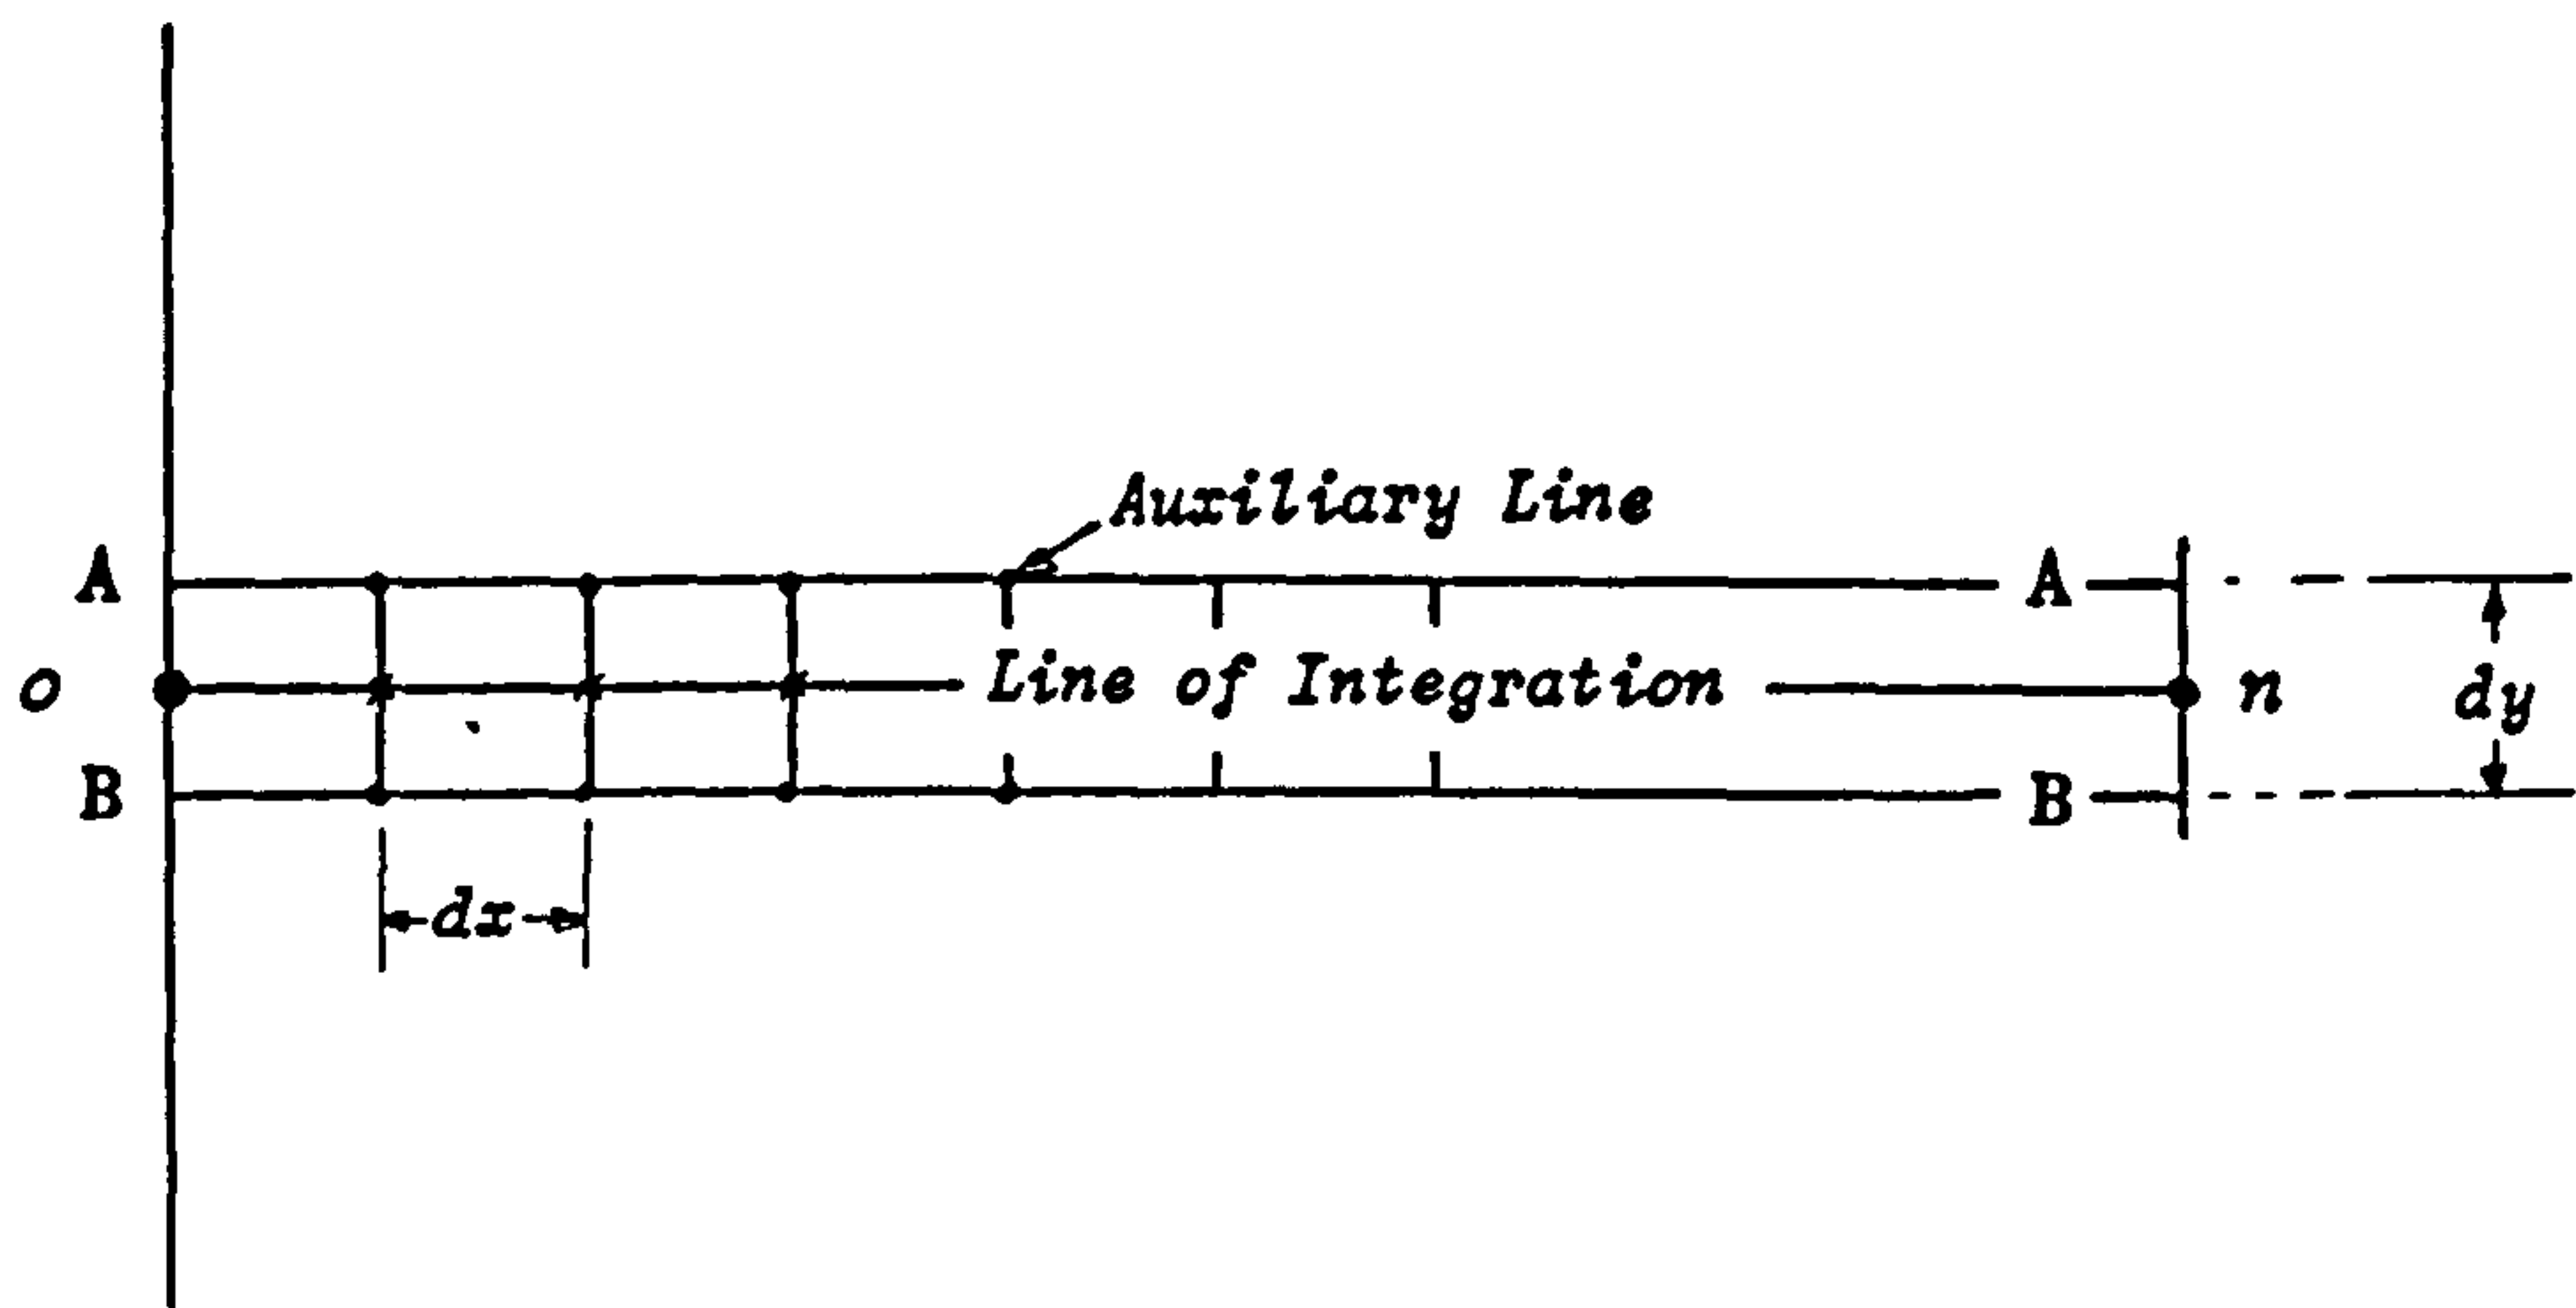 Auxiliary Line
A A
o Line of Integration n dy
B B
dx